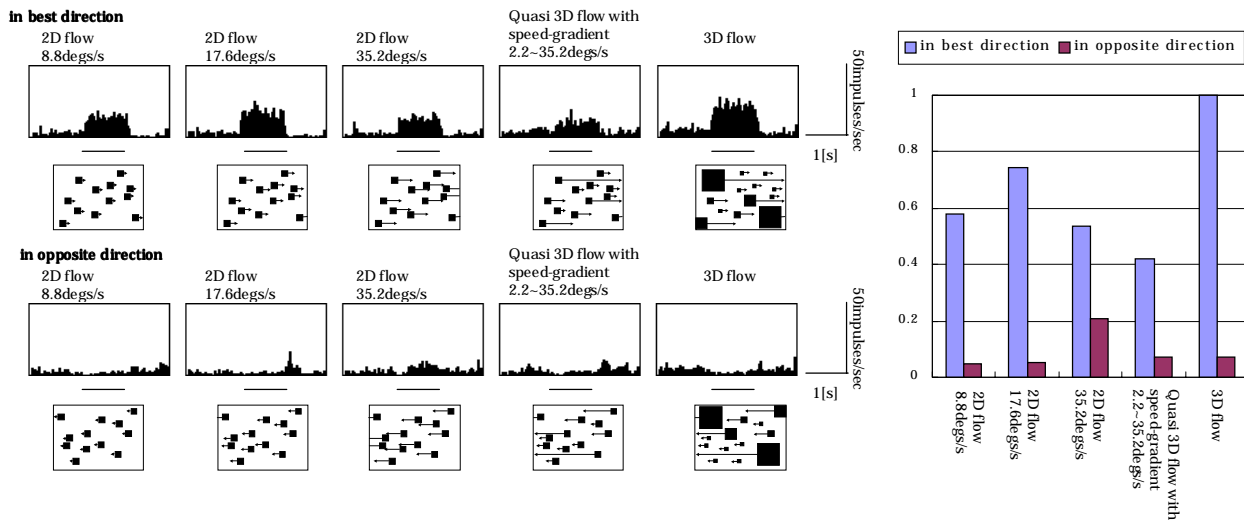 in best direction
2D flow
8.8degs/s
2D flow
17.6degs/s
2D flow
35.2degs/s
Quasi 3D flow with
speed-gradient
2.2~35.2degs/s
3D flow
50impulses/sec
1[s]
in opposite direction
2D flow
8.8degs/s
2D flow
17.6degs/s
2D flow
35.2degs/s
Quasi 3D flow with
speed-gradient
2.2~35.2degs/s
3D flow
50impulses/sec
1[s]
in best direction in opposite direction
1
0.8
0.6
0.4
0.2
0
2D flow
8.8degs/s
2D flow
17.6degs/s
2D flow
35.2degs/s
Quasi 3D flow with
speed-gradient
2.2~35.2degs/s
3D flow